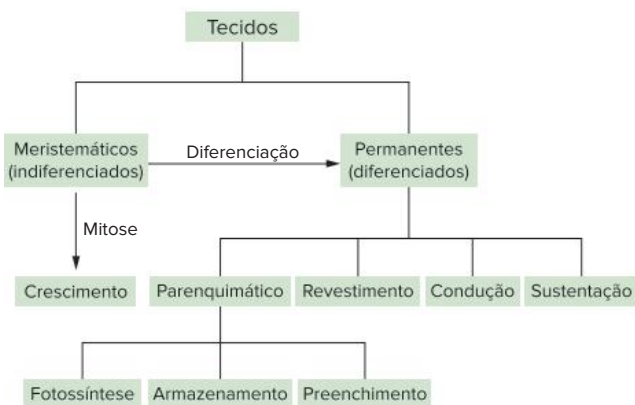 Tecidos
Meristemáticos
(indiferenciados)
Diferenciação
Permanentes
(diferenciados)
Mitose
Crescimento
Parenquimático
Revestimento
Condução
Sustentação
Fotossíntese
Armazenamento
Preenchimento